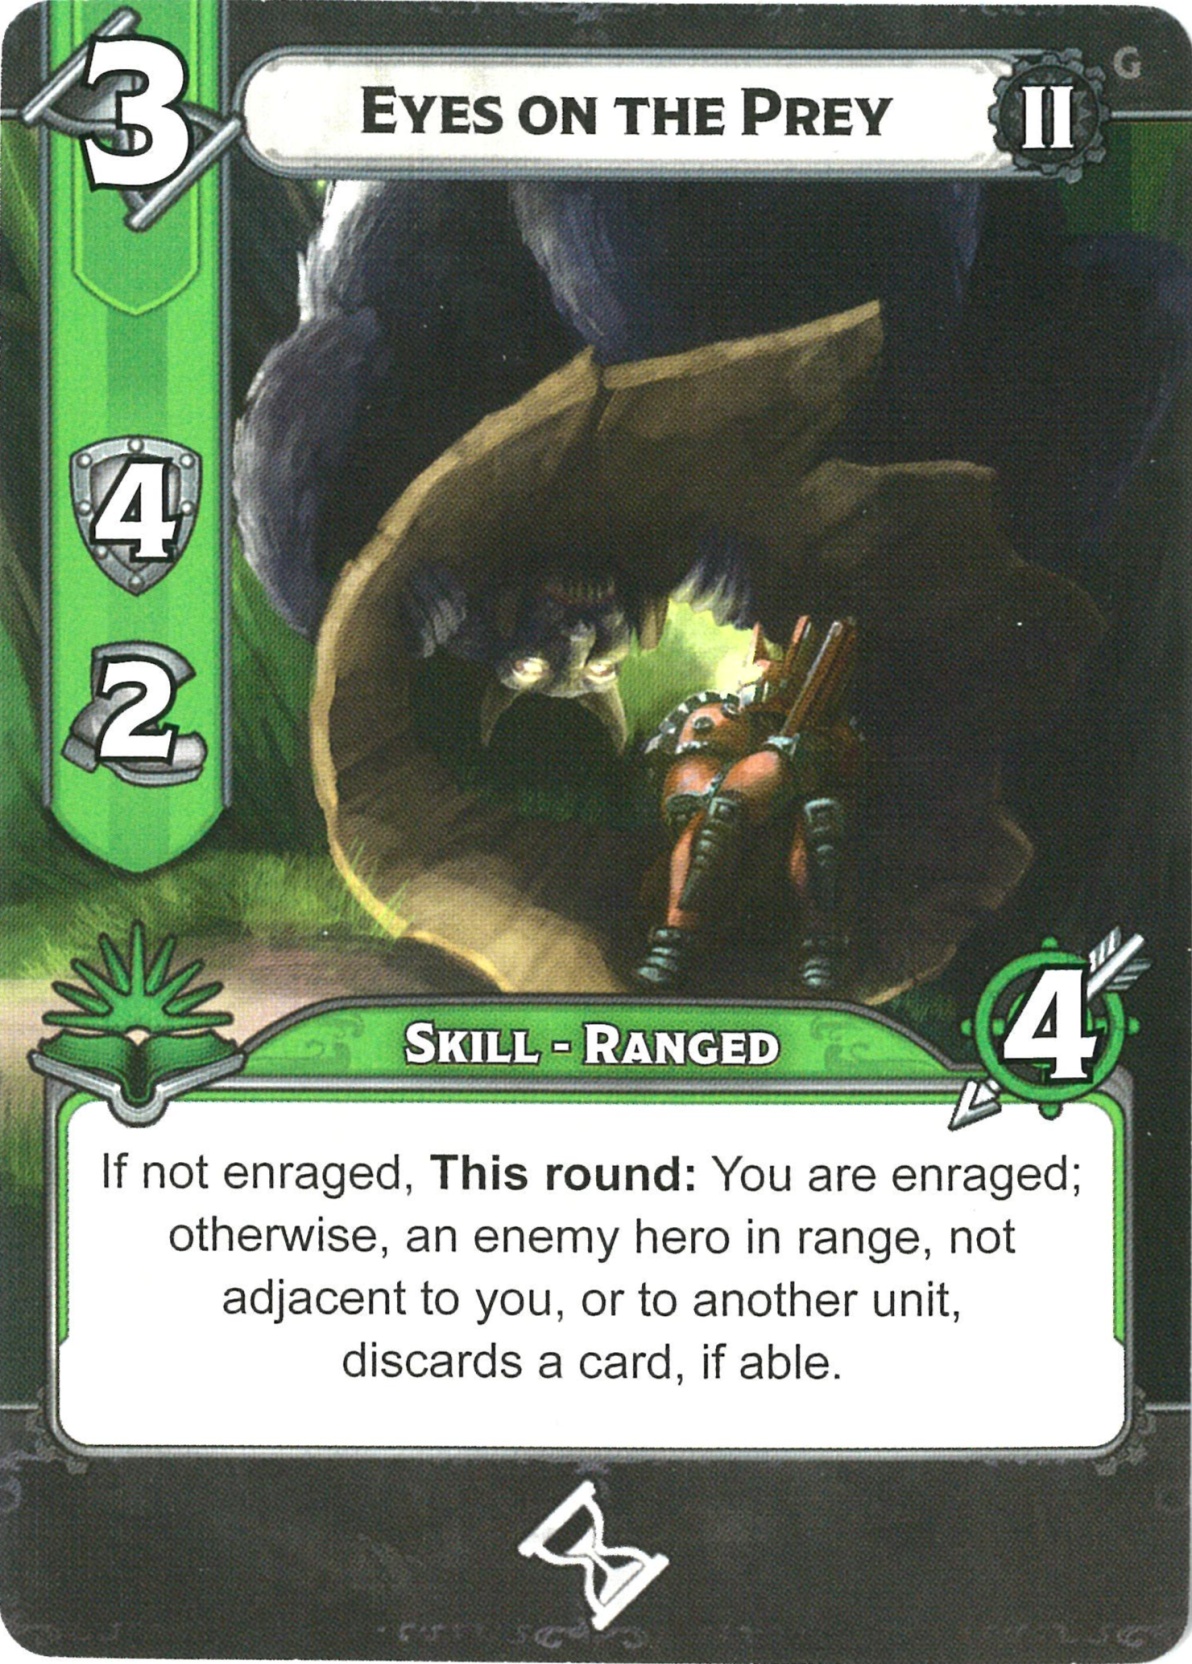 3
EYES ON THE PREY
II
G
4
2
SKILL - RANGED
4
If not enraged, This round: You are enraged;
otherwise, an enemy hero in range, not
adjacent to you, or to another unit,
discards a card, if able.